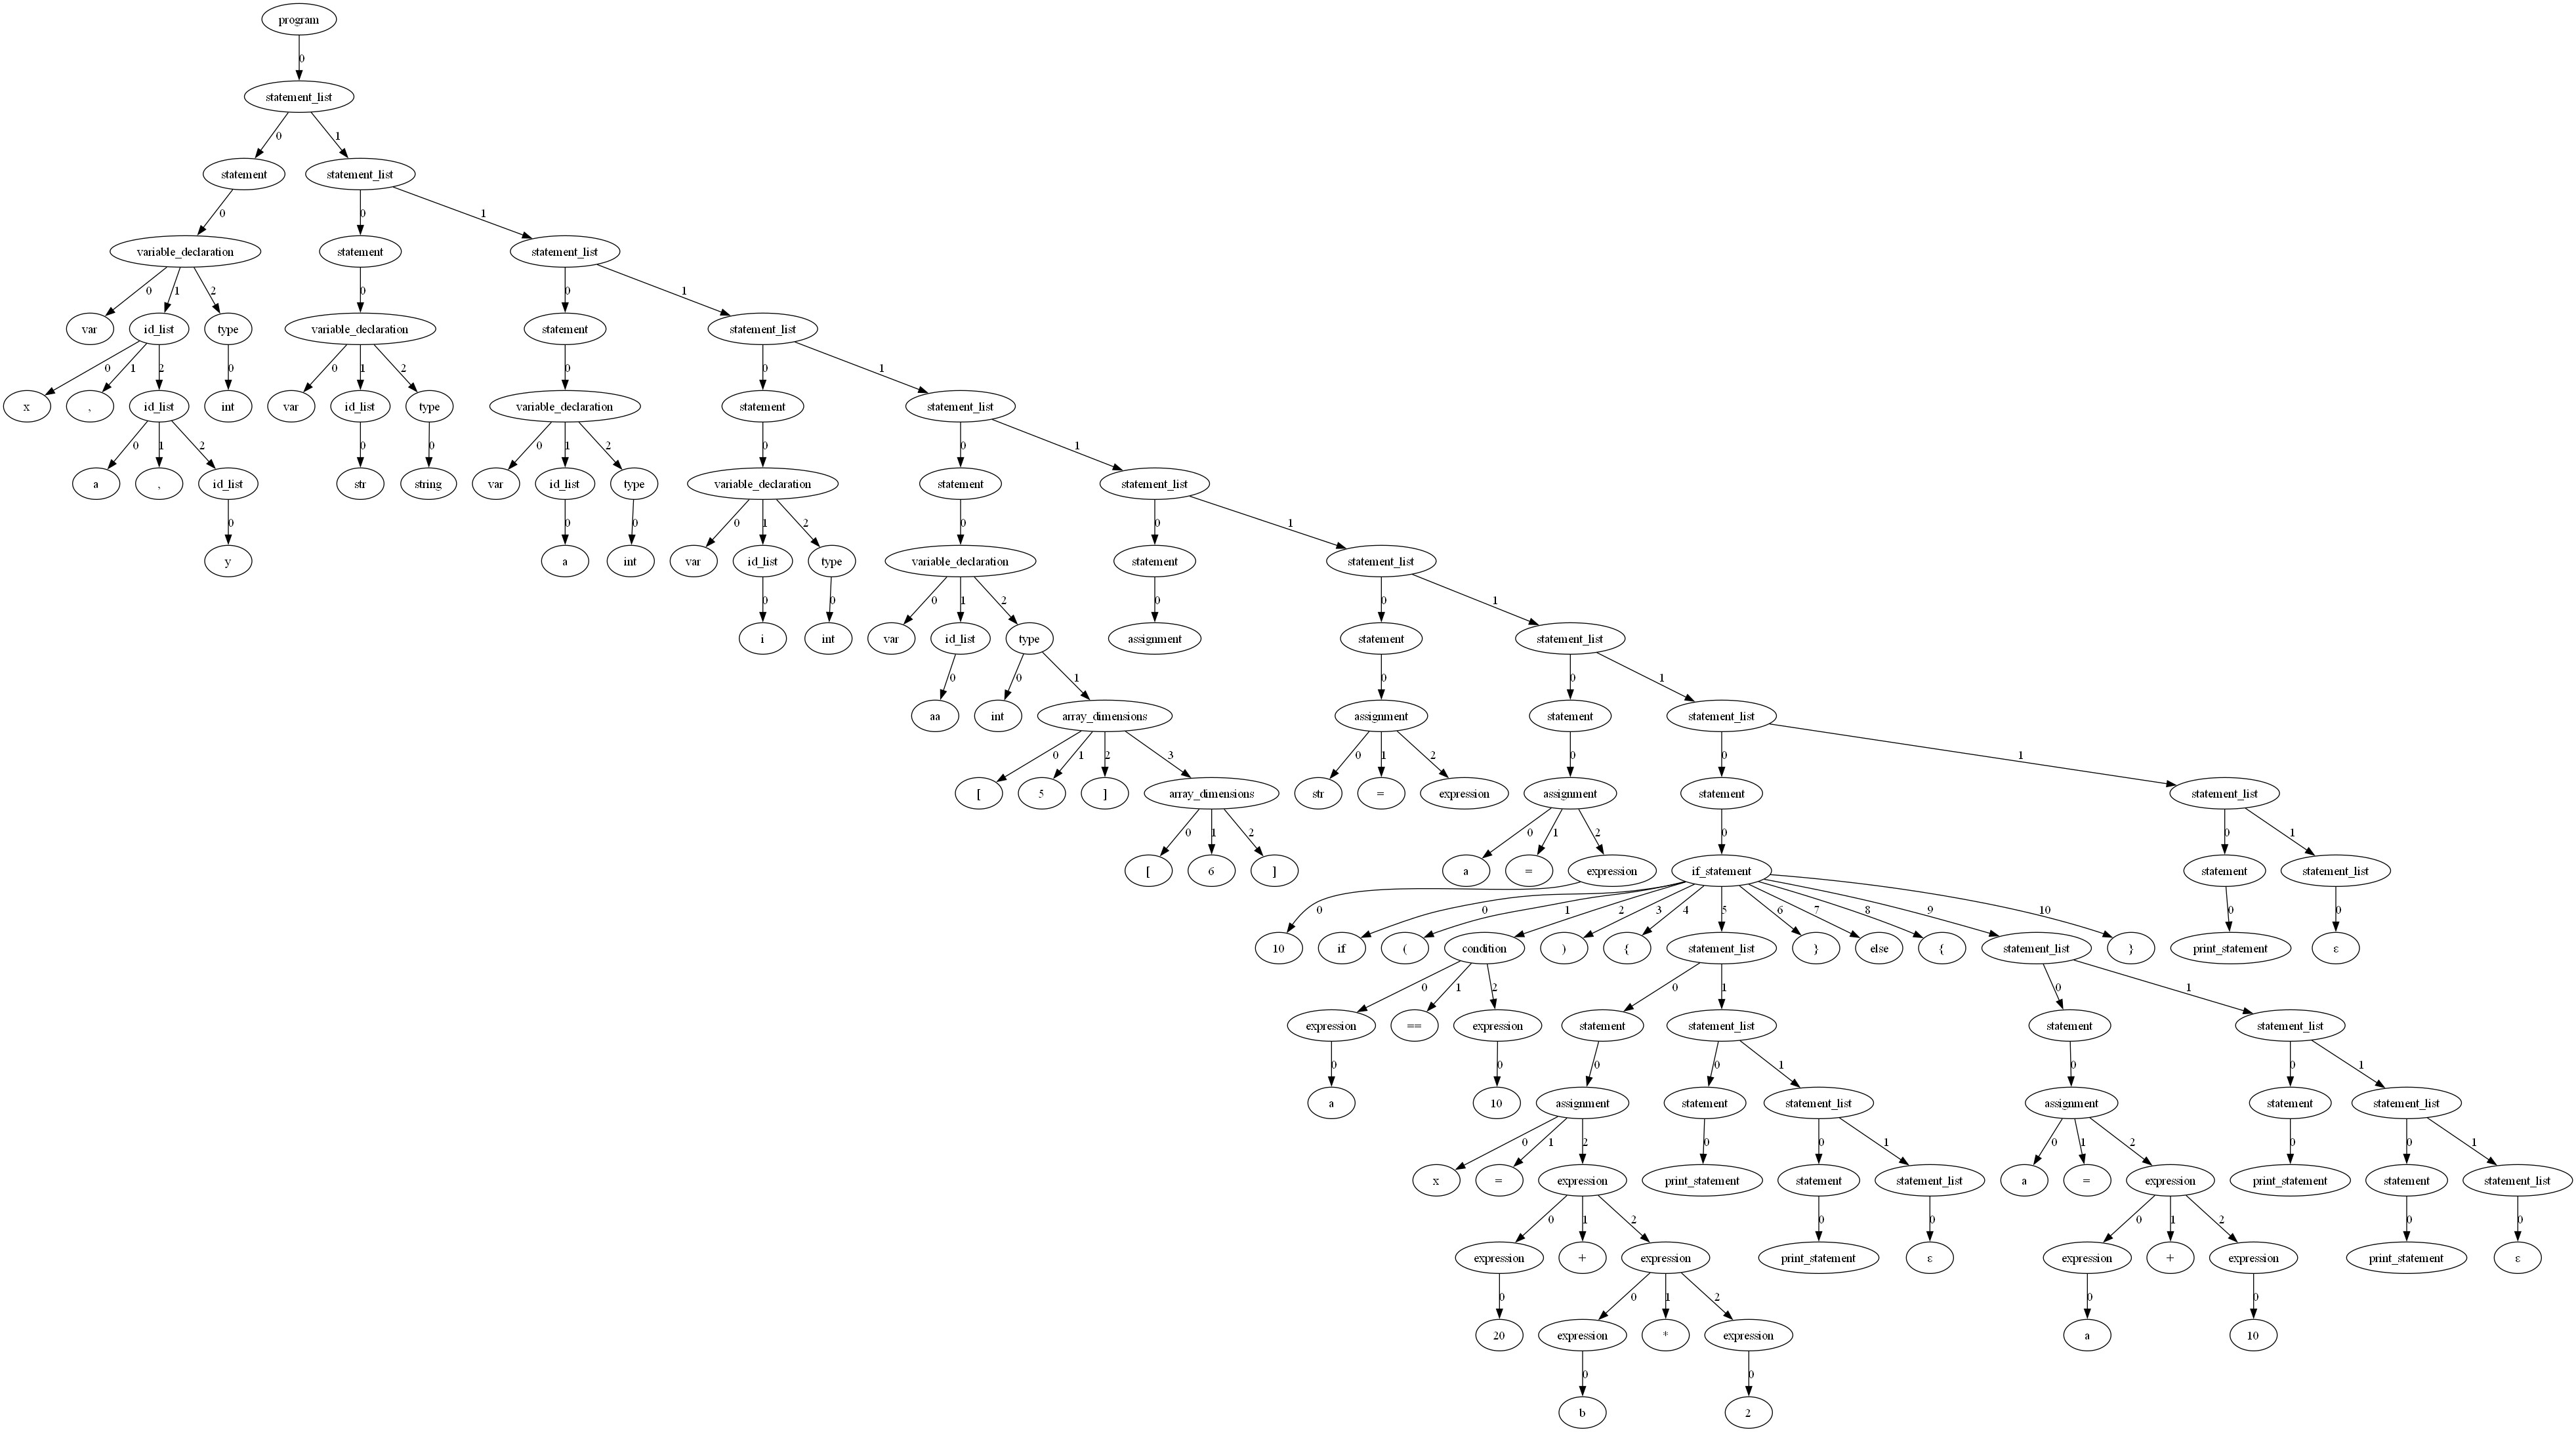 program
0
statement_list
0 1
statement statement_list
0 0 1
variable_declaration statement statement_list
0 1 2 0 0 1
var id_list type variable_declaration statement statement_list
0 1 2 0 0 1 2 0 0 1
x , id_list int var id_list type variable_declaration statement statement_list
0 1 2 0 0 0 1 2 0 0 1
a , id_list str string var id_list type variable_declaration statement statement_list
0 0 0 0 1 2 0 0 1
y a int var id_list type variable_declaration statement statement_list
0 0 0 1 2 0 0 1
i int var id_list type assignment statement statement_list
0 0 1 0 0 1
aa int array_dimensions assignment statement statement_list
0 1 2 3 0 1 2 0 0 1
[ 5 ] array_dimensions str = expression assignment statement statement_list
0 1 2 0 1 2 0 0 1
[ 6 ] a = expression if_statement statement statement_list
0 0 1 2 3 4 5 6 7 8 9 10 0 0
10 if ( condition ) { statement_list } else { statement_list } print_statement ε
0 1 2 0 1 0 1
expression == expression statement statement_list statement statement_list
0 0 0 0 1 0 0 1
a 10 assignment statement statement_list assignment statement statement_list
0 1 2 0 0 1 0 1 2 0 0 1
x = expression print_statement statement statement_list a = expression print_statement statement statement_list
0 1 2 0 0 0 1 2 0 0
expression + expression print_statement ε expression + expression print_statement ε
0 0 1 2 0 0
20 expression * expression a 10
0 0
b 2